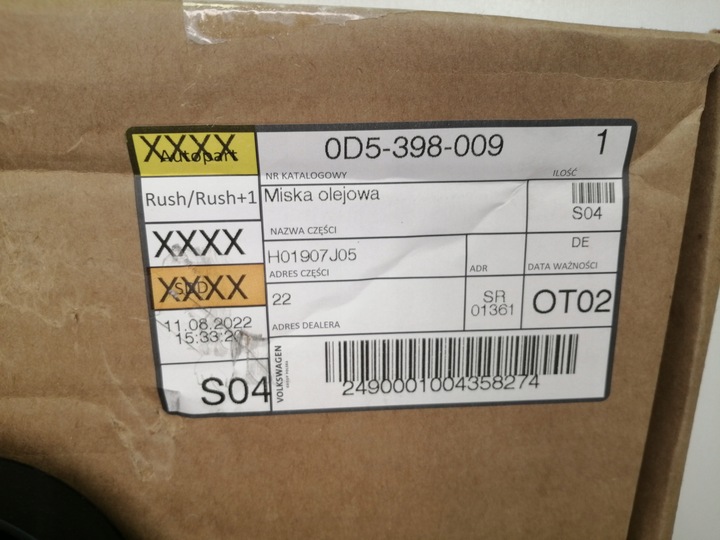 XXXX
Autopart
0D5-398-009
1
NR KATALOGOWY
ILOŚĆ
Rush/Rush+1
Miska olejowa
S04
NAZWA CZĘŚCI
XXXX
H01907J05
DE
ADRES CZĘŚCI
ADR
DATA WAŻNOŚCI
XXXX
22
SR
01361
OT02
ADRES DEALERA
11.08.2022
15:33:20
S04
VOLKSWAGEN
2490001004358274